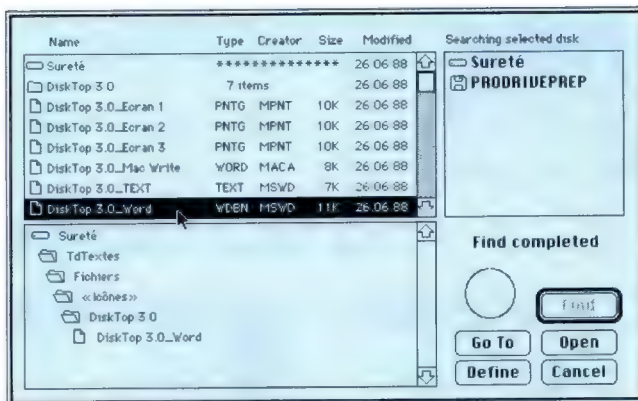 Name Type Creator Size Modified
Sureté ************** 26 06 88
DiskTop 3 0 7 items 26 06 88
DiskTop 3.0_Ecran 1 PNTG MPNT 10K 26 06 88
DiskTop 3.0_Ecran 2 PNTG MPNT 10K 26 06 88
DiskTop 3.0_Ecran 3 PNTG MPNT 10K 26 06 88
DiskTop 3.0_Mac Write WORD MACA 8K 26 06 88
DiskTop 3.0_TEXT TEXT MSWD 7K 26 06 88
DiskTop 3.0_Word WDBN MSWD 11K 26.06 88
Sureté
TdTextes
Fichiers
«Icônes»
DiskTop 3 0
DiskTop 3.0_Word
Searching selected disk
Sureté
PRODRIVEPREP
Find completed
Find
Go To Open
Define Cancel